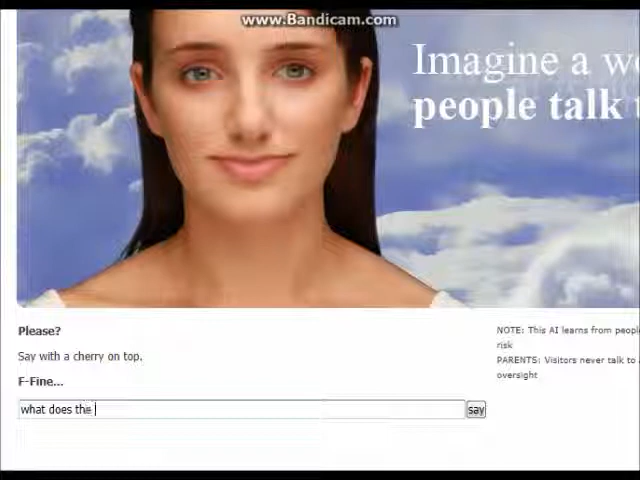 www.Bandicam.com
Imagine a
people talk
Please?
Say with a cherry on top.
F-Fine...
what does the
say
NOTE: This AI learns from
risk
PARENTS: Visitors never talk to
oversight